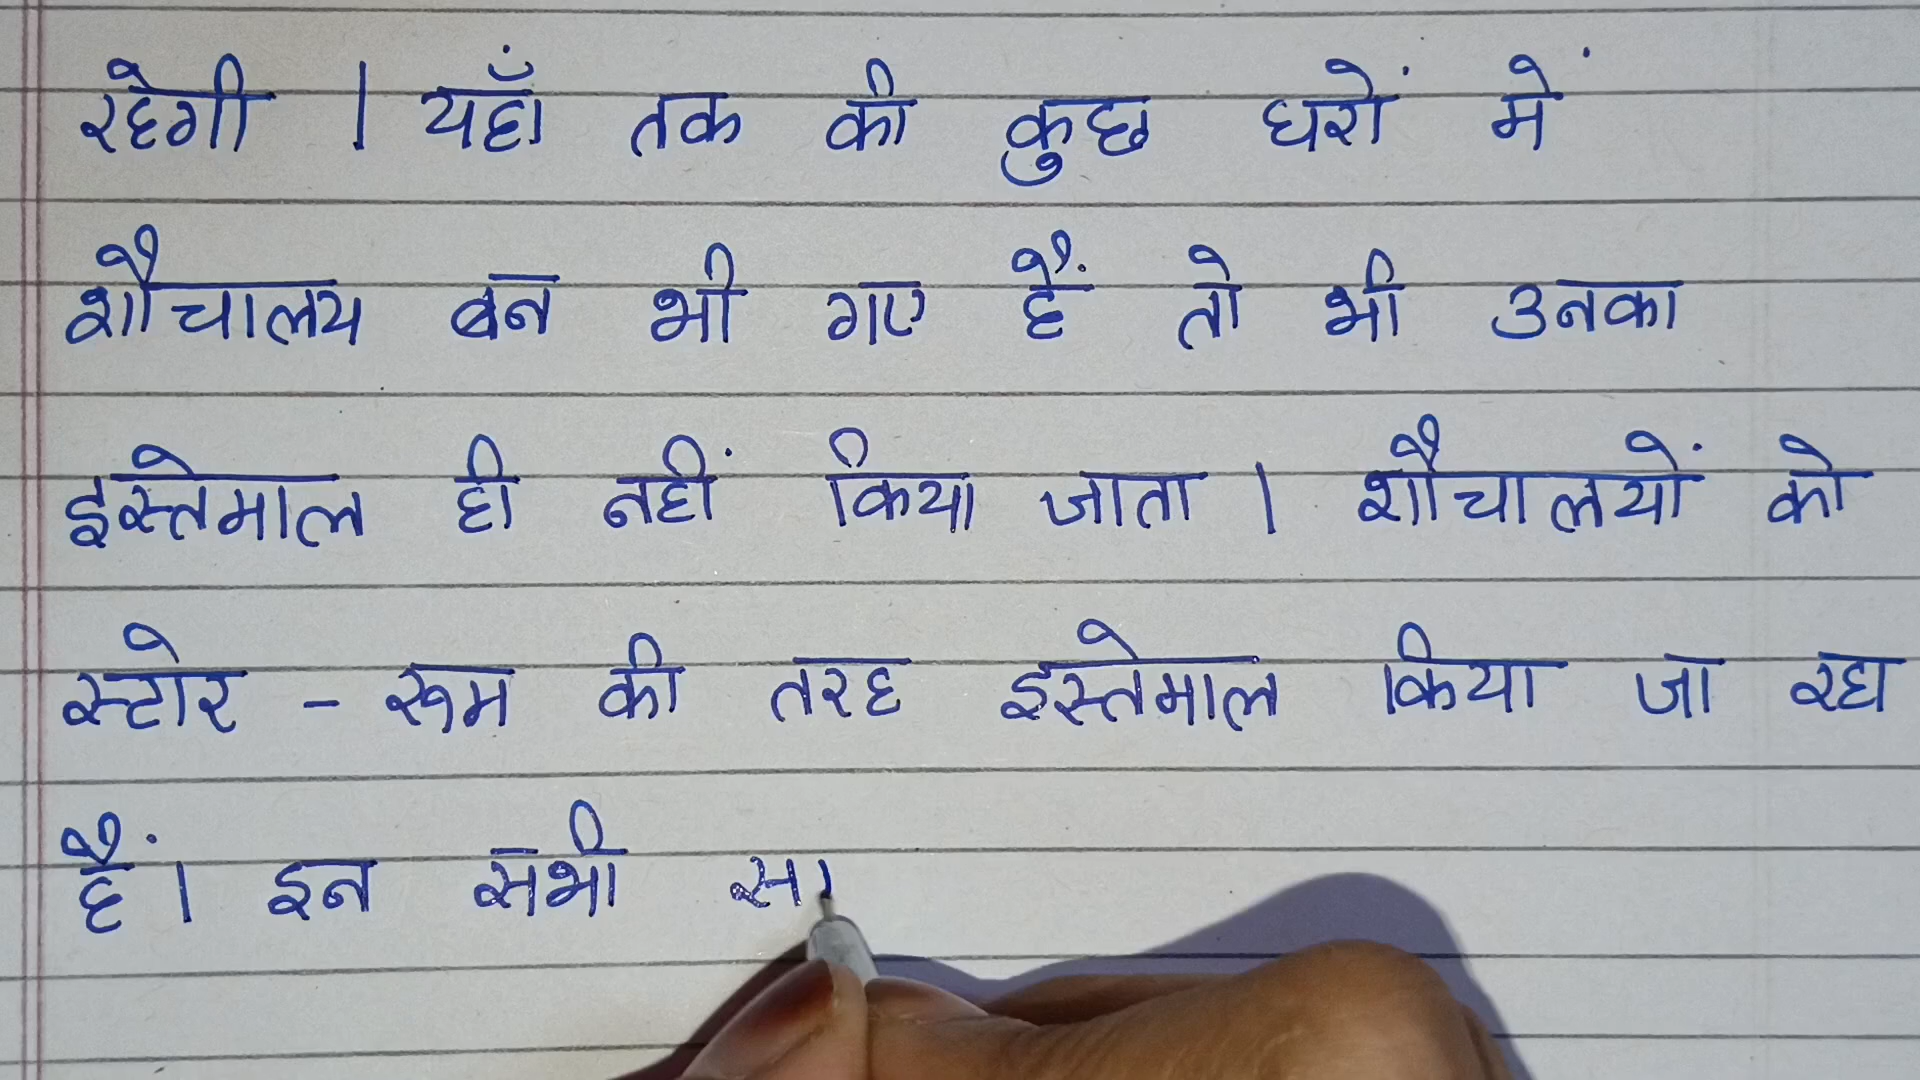 रहेगी । यहाँ तक की कुछ घरों में
शौचालय बन भी गए हैं तो भी उनका
इस्तेमाल ही नहीं किया जाता । शौचालयों को
स्टोर - रूम की तरह इस्तेमाल किया जा रहा
हैं। इन सभी सा